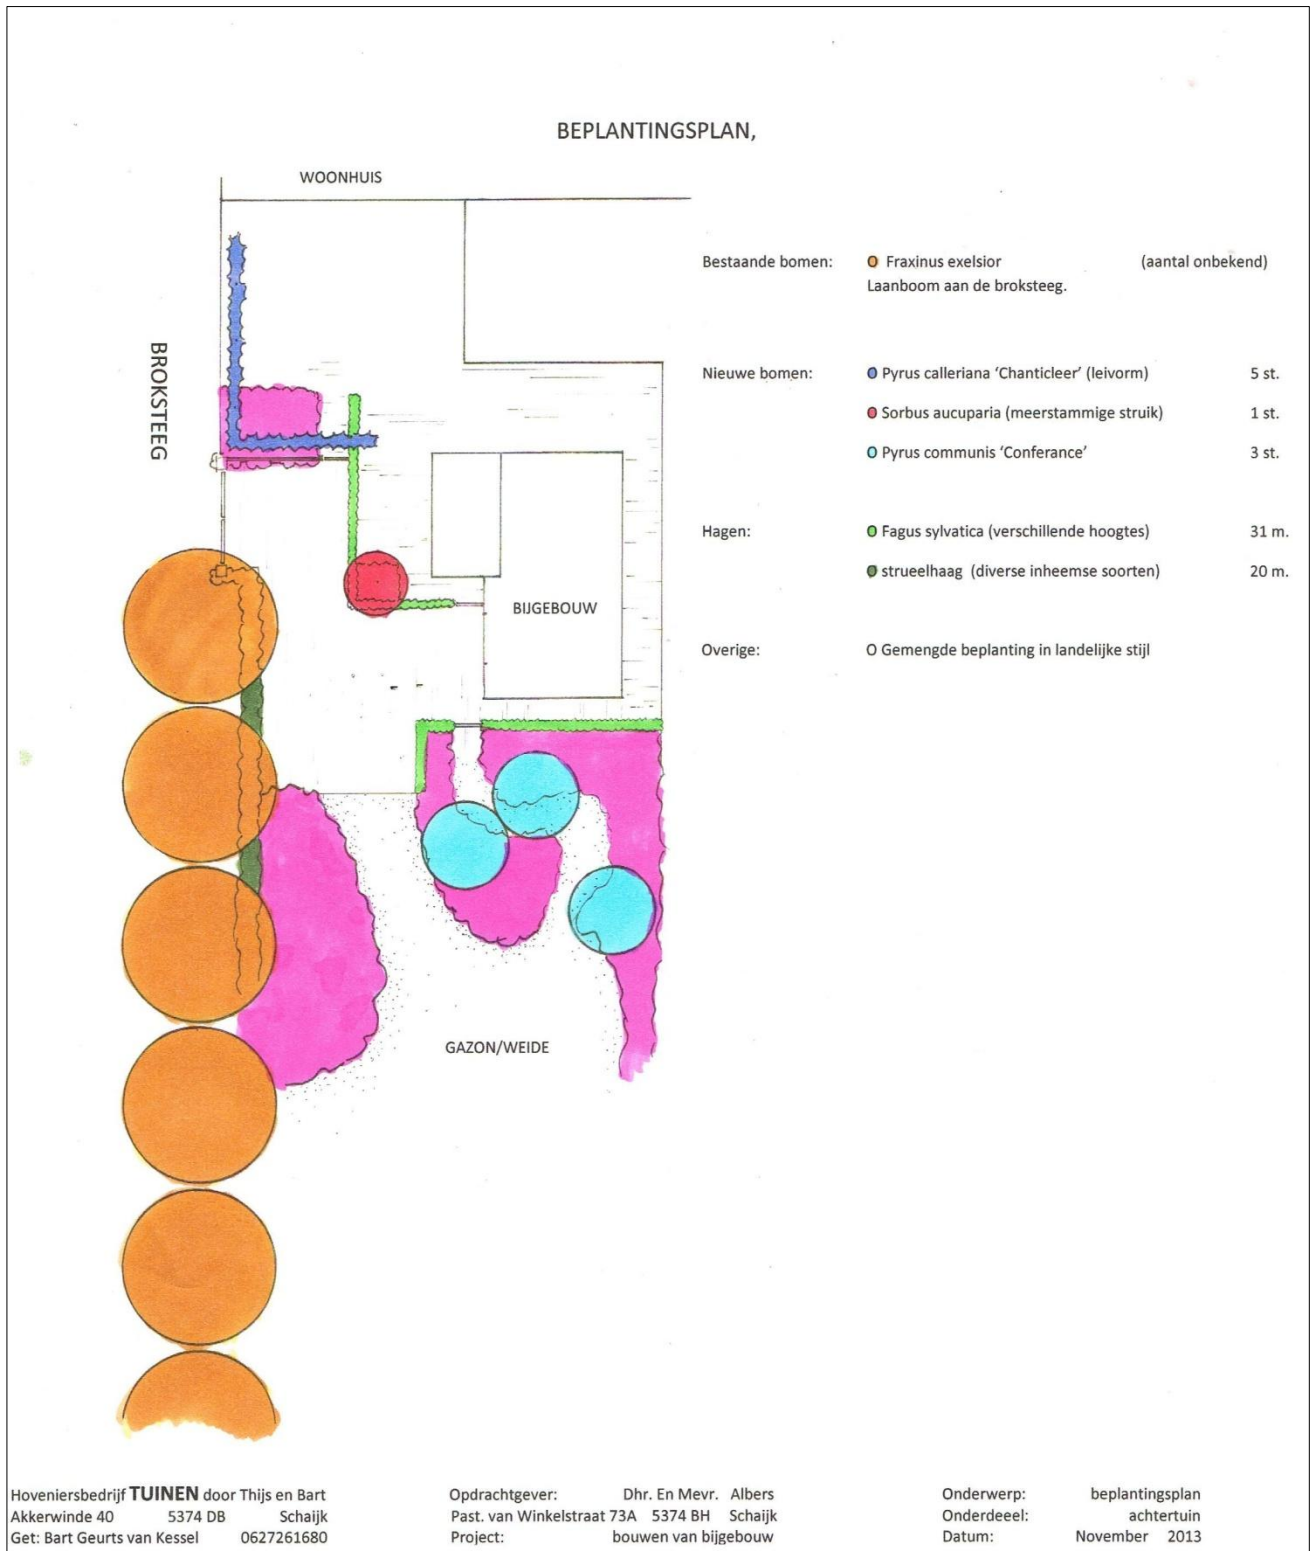 BEPLANTINGSPLAN,
WOONHUIS
BROKSTEEG
Bestaande bomen: O Fraxinus exelsior (aantal onbekend)
Laanboom aan de broksteeg.
Nieuwe bomen: O Pyrus calleriana ‘Chanticleer’ (leivorm) 5 st.
O Sorbus aucuparia (meerstammige struik) 1 st.
O Pyrus communis ‘Conferance’ 3 st.
Hagen: O Fagus sylvatica (verschillende hoogtes) 31 m.
O strueelhaag (diverse inheemse soorten) 20 m.
BIJGEBOUW
Overige: O Gemengde beplanting in landelijke stijl
GAZON/WEIDE
Hoveniersbedrijf TUINEN door Thijs en Bart
Akkerwinde 40 5374 DB Schaijk
Get: Bart Geurts van Kessel 0627261680
Opdrachtgever: Dhr. En Mevr. Albers
Past. van Winkelstraat 73A 5374 BH Schaijk
Project: bouwen van bijgebouw
Onderwerp: beplantingsplan
Onderdeeel: achtertuin
Datum: November 2013